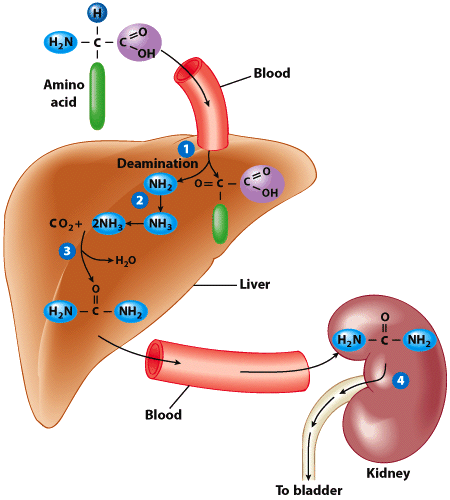 H
H₂N – C – C
O
OH
Amino
acid
Blood
1
Deamination
NH₂
O = C – C
O
OH
2
CO₂ + 2NH₃
NH₃
3
H₂O
O
H₂N – C – NH₂
Liver
O
H₂N – C – NH₂
4
Blood
Kidney
To bladder